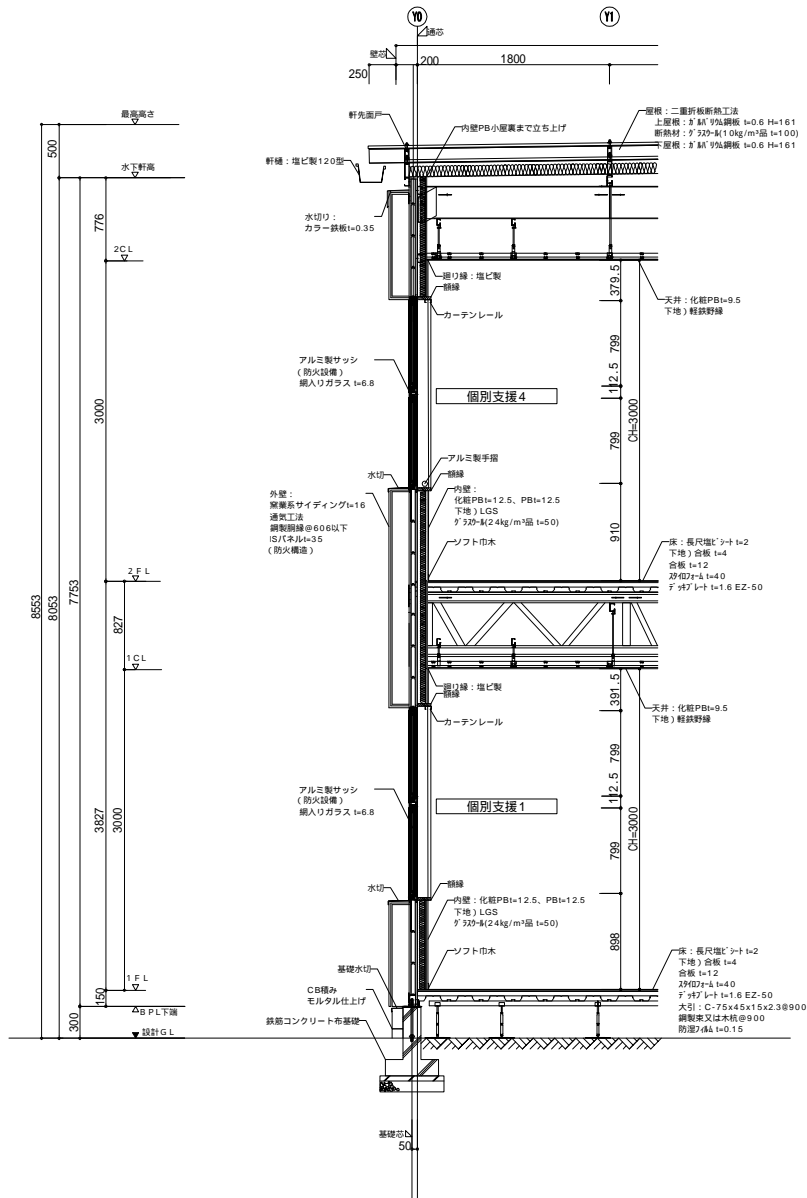 Y0
Y1
通芯
壁芯
250
200
1800
最高高さ
500
軒先面戸
内壁PB小屋裏まで立ち上げ
屋根：二重折板断熱工法
上屋根：ｶﾞﾙﾊﾞﾘｳﾑ鋼板 t=0.6 H=161
断熱材：ｸﾞﾗｽｳｰﾙ(10kg/m³品 t=100)
下屋根：ｶﾞﾙﾊﾞﾘｳﾑ鋼板 t=0.6 H=161
軒樋：塩ビ製120型
水下軒高
776
水切り：
カラー鉄板t=0.35
2CL
廻り縁：塩ビ製
額縁
カーテンレール
379.5
天井：化粧PBt=9.5
下地）軽鉄野縁
アルミ製サッシ
（防火設備）
網入りガラス t=6.8
個別支援4
799
112.5
799
CH=3000
3000
水切
アルミ製手摺
額縁
外壁：
窯業系サイディングt=16
通気工法
鋼製胴縁@606以下
ISパネルt=35
（防火構造）
内壁：
化粧PBt=12.5、PBt=12.5
下地）LGS
ｸﾞﾗｽｳｰﾙ(24kg/m³品 t=50)
ソフト巾木
910
床：長尺塩ﾋﾞｼｰﾄ t=2
下地）合板 t=4
合板 t=12
ｽﾀｲﾛﾌｫｰﾑ t=40
ﾃﾞｯｷﾌﾟﾚｰﾄ t=1.6 EZ-50
2FL
8553
8053
7753
827
1CL
廻り縁：塩ビ製
額縁
カーテンレール
391.5
天井：化粧PBt=9.5
下地）軽鉄野縁
アルミ製サッシ
（防火設備）
網入りガラス t=6.8
個別支援1
799
112.5
799
CH=3000
3827
3000
水切
額縁
内壁：化粧PBt=12.5、PBt=12.5
下地）LGS
ｸﾞﾗｽｳｰﾙ(24kg/m³品 t=50)
ソフト巾木
898
床：長尺塩ﾋﾞｼｰﾄ t=2
下地）合板 t=4
合板 t=12
ｽﾀｲﾛﾌｫｰﾑ t=40
ﾃﾞｯｷﾌﾟﾚｰﾄ t=1.6 EZ-50
大引：C-75x45x15x2.3@900
鋼製束又は木杭@900
防湿ﾌｨﾙﾑ t=0.15
1FL
150
BPL下端
300
設計GL
基礎水切
CB積み
モルタル仕上げ
鉄筋コンクリート布基礎
基礎芯
50